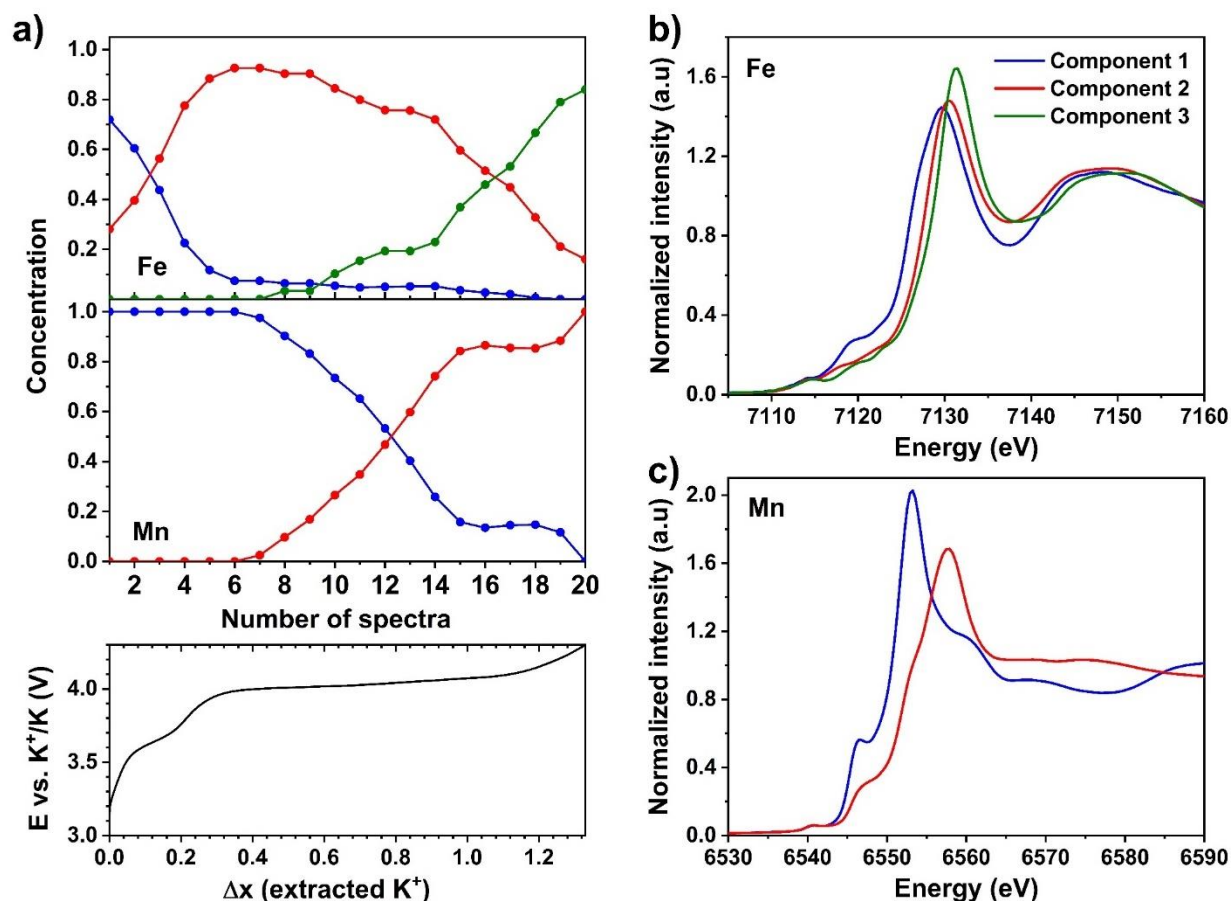 a)
1.0
0.8
0.6
0.4
0.2
Fe
1.0
0.8
0.6
0.4
0.2
0.0
Mn
2 4 6 8 10 12 14 16 18 20
Number of spectra
Concentration
4.0
3.5
3.0
0.0 0.2 0.4 0.6 0.8 1.0 1.2
Δx (extracted K⁺)
E vs. K⁺/K (V)
b)
Fe
Component 1
Component 2
Component 3
1.6
1.2
0.8
0.4
0.0
7110 7120 7130 7140 7150 7160
Energy (eV)
Normalized intensity (a.u)
c)
Mn
2.0
1.6
1.2
0.8
0.4
0.0
6530 6540 6550 6560 6570 6580 6590
Energy (eV)
Normalized intensity (a.u)